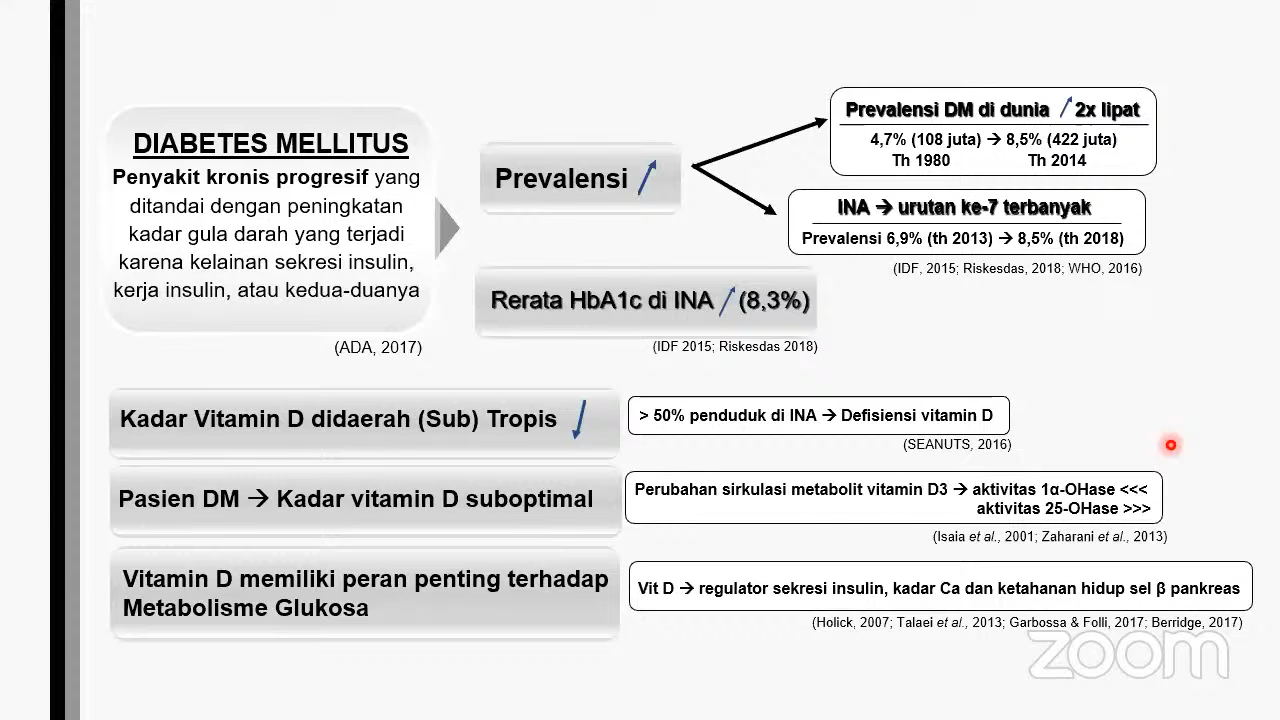 DIABETES MELLITUS
Penyakit kronis progresif yang
ditandai dengan peningkatan
kadar gula darah yang terjadi
karena kelainan sekresi insulin,
kerja insulin, atau kedua-duanya
(ADA, 2017)
Prevalensi
Prevalensi DM di dunia 2x lipat
4,7% (108 juta) → 8,5% (422 juta)
Th 1980 Th 2014
INA → urutan ke-7 terbanyak
Prevalensi 6,9% (th 2013) → 8,5% (th 2018)
(IDF, 2015; Riskesdas, 2018; WHO, 2016)
Rerata HbA1c di INA (8,3%)
(IDF 2015; Riskesdas 2018)
Kadar Vitamin D didaerah (Sub) Tropis
> 50% penduduk di INA → Defisiensi vitamin D
(SEANUTS, 2016)
Pasien DM → Kadar vitamin D suboptimal
Perubahan sirkulasi metabolit vitamin D3 → aktivitas 1α-OHase <<<
aktivitas 25-OHase >>>
(Isaia et al., 2001; Zaharani et al., 2013)
Vitamin D memiliki peran penting terhadap
Metabolisme Glukosa
Vit D → regulator sekresi insulin, kadar Ca dan ketahanan hidup sel β pankreas
(Holick, 2007; Talaei et al., 2013; Garbossa & Folli, 2017; Berridge, 2017)
zoom